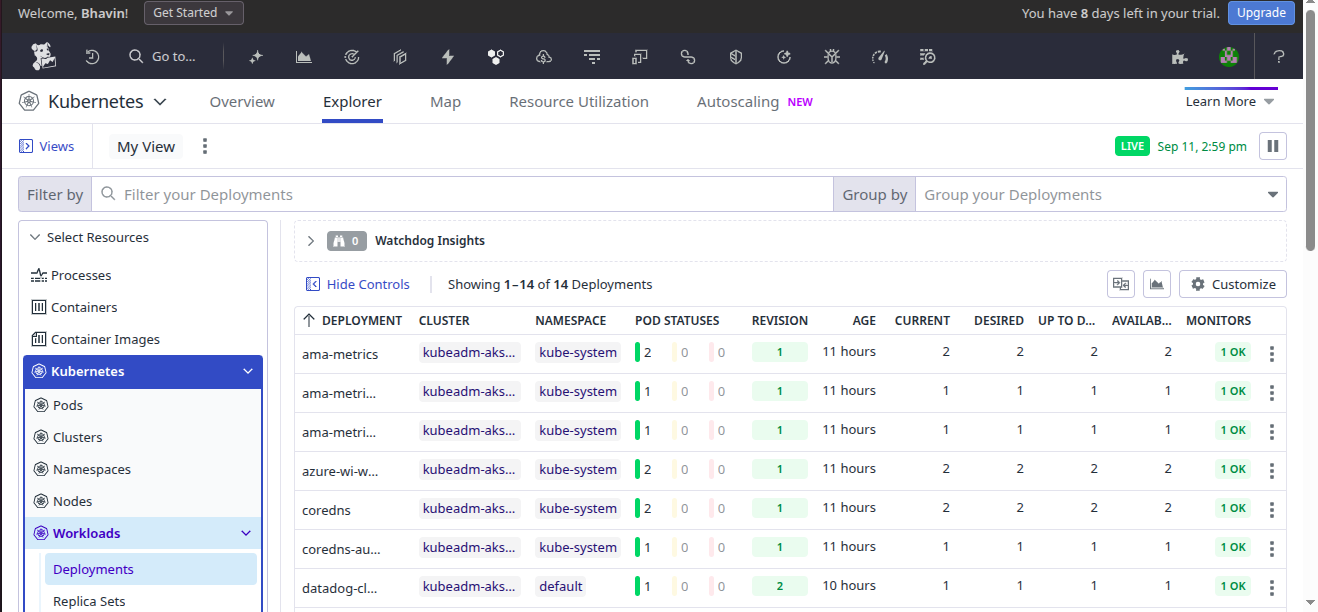 Welcome, Bhavin! Get Started You have 8 days left in your trial. Upgrade
Go to... ?
Kubernetes Overview Explorer Map Resource Utilization Autoscaling NEW Learn More
Views My View LIVE Sep 11, 2:59 pm
Filter by Filter your Deployments Group by Group your Deployments
Select Resources
Processes
Containers
Container Images
Kubernetes
Pods
Clusters
Namespaces
Nodes
Workloads
Deployments
Replica Sets
0 Watchdog Insights
Hide Controls Showing 1–14 of 14 Deployments Customize
DEPLOYMENT CLUSTER NAMESPACE POD STATUSES REVISION AGE CURRENT DESIRED UP TO D... AVAILAB... MONITORS
ama-metrics kubeadm-aks... kube-system 2 0 0 1 11 hours 2 2 2 2 1 OK
ama-metri... kubeadm-aks... kube-system 1 0 0 1 11 hours 1 1 1 1 1 OK
ama-metri... kubeadm-aks... kube-system 1 0 0 1 11 hours 1 1 1 1 1 OK
azure-wi-w... kubeadm-aks... kube-system 2 0 0 1 11 hours 2 2 2 2 1 OK
coredns kubeadm-aks... kube-system 2 0 0 1 11 hours 2 2 2 2 1 OK
coredns-au... kubeadm-aks... kube-system 1 0 0 1 11 hours 1 1 1 1 1 OK
datadog-cl... kubeadm-aks... default 1 0 0 2 10 hours 1 1 1 1 1 OK